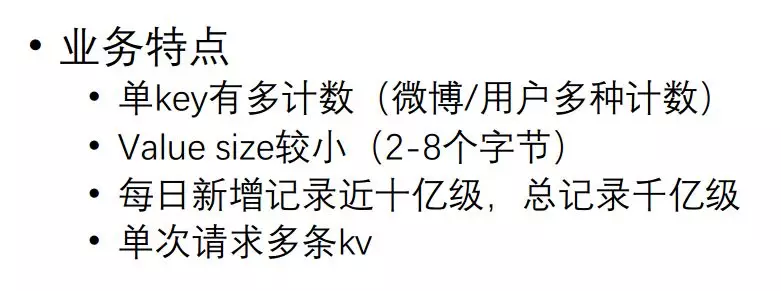 • 业务特点
• 单key有多计数（微博/用户多种计数）
• Value size较小（2-8个字节）
• 每日新增记录近十亿级，总记录千亿级
• 单次请求多条kv